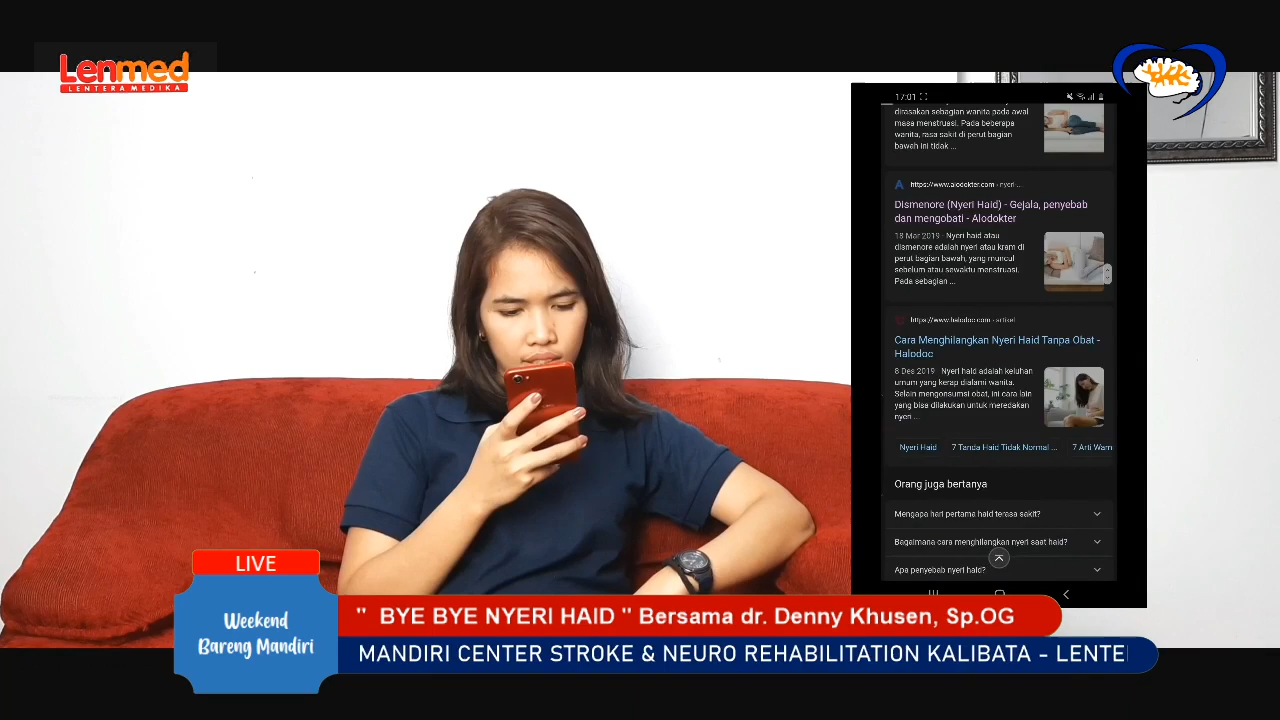 Lenmed
LENTERA MEDIKA
17:01
dirasakan sebagian wanita pada awal
masa menstruasi. Pada beberapa
wanita, rasa sakit di perut bagian
bawah ini tidak ...
https://www.alodokter.com › nyeri-...
Dismenore (Nyeri Haid) - Gejala, penyebab
dan mengobati - Alodokter
18 Mar 2019 · Nyeri haid atau
dismenore adalah nyeri atau kram di
perut bagian bawah, yang muncul
sebelum atau sewaktu menstruasi.
Pada sebagian ...
https://www.halodoc.com › artikel
Cara Menghilangkan Nyeri Haid Tanpa Obat -
Halodoc
8 Des 2019 · Nyeri haid adalah keluhan
umum yang kerap dialami wanita.
Selain mengonsumsi obat, ini cara lain
yang bisa dilakukan untuk meredakan
nyeri ...
Nyeri Haid
7 Tanda Haid Tidak Normal ...
7 Arti Warn
Orang juga bertanya
Mengapa hari pertama haid terasa sakit?
Bagaimana cara menghilangkan nyeri saat haid?
Apa penyebab nyeri haid?
LIVE
Weekend
Bareng Mandiri
" BYE BYE NYERI HAID " Bersama dr. Denny Khusen, Sp.OG
MANDIRI CENTER STROKE & NEURO REHABILITATION KALIBATA - LENTE